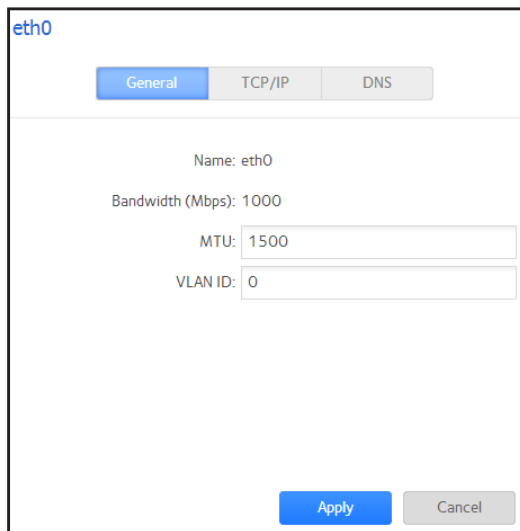 eth0
General TCP/IP DNS
Name: eth0
Bandwidth (Mbps): 1000
MTU: 1500
VLAN ID: 0
Apply Cancel